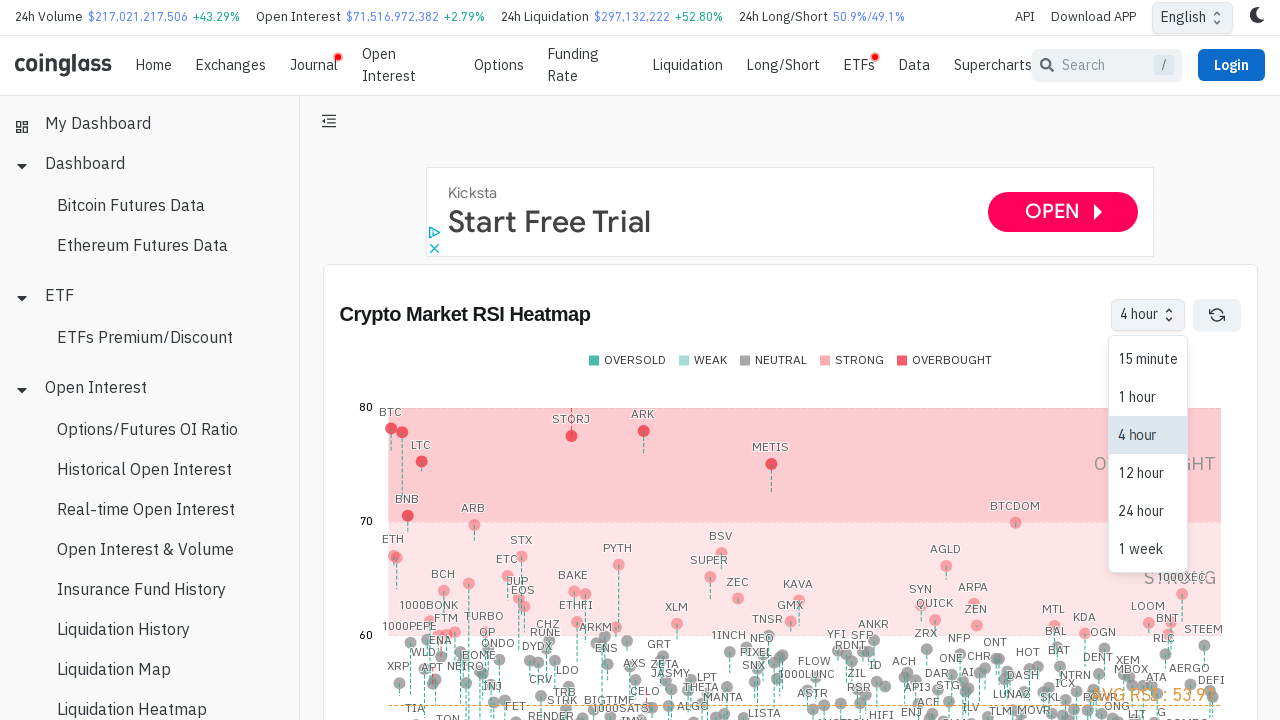 24h Volume $217,021,217,506 +43.29% Open Interest $71,516,972,382 +2.79% 24h Liquidation $297,132,222 +52.80% 24h Long/Short 50.9%/49.1% API Download APP English
coinglass Home Exchanges Journal Open Interest Options Funding Rate Liquidation Long/Short ETFs Data Supercharts Search / Login
My Dashboard
Dashboard
Bitcoin Futures Data
Ethereum Futures Data
ETF
ETFs Premium/Discount
Open Interest
Options/Futures OI Ratio
Historical Open Interest
Real-time Open Interest
Open Interest & Volume
Insurance Fund History
Liquidation History
Liquidation Map
Liquidation Heatmap
Kicksta
Start Free Trial
OPEN
Crypto Market RSI Heatmap
4 hour
OVERSOLD WEAK NEUTRAL STRONG OVERBOUGHT
15 minute
1 hour
4 hour
12 hour
24 hour
1 week
80
BTC STORJ ARK
LTC METIS
BNB ARB BTCDOM
70
ETH STX PYTH BSV AGLD
ETC SUPER
BCH JUP BAKE ZEC KAVA SYN ARPA 1000XEC
STRONG
EOS
1000BONK ETHFI XLM GMX QUICK ZEN MTL LOOM
FTM TURBO TNSR KDA BNT
1000PEPE OP CHZ ARKM ANKR STEEM
60
ENA RUNE 1INCH NEO YFI SFP ZRX NFP BAL OGN RLC
WLD ONDO DYDX ENS GRT PIXEL RDNT ONT HOT BAT
XRP APT BOME NEIRO LDO AXS ZETA SNX FLOW ID ACH ONE CHR DENT XEM AERGO
INJ CRV JASMY LPT 1000LUNC ZIL DAR AI DASH NTRN MBOX ATA DEFI
TRB CELO THETA MANTA ASTR RSR API3 STG LUNA2 ICX
STRK BIGTIME SKL POWR
AVG RSI : 53.9
TIA FET 1000SATS ALGO LISTA HIFI ACE ILV ONG
TON RENDER ENJ TLM MOVR